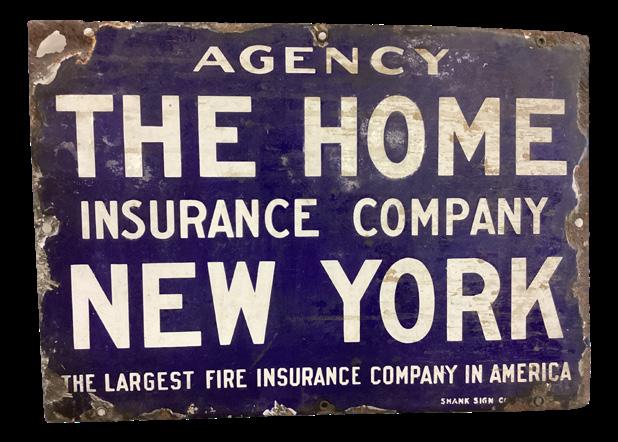 AGENCY
THE HOME
INSURANCE COMPANY
NEW YORK
THE LARGEST FIRE INSURANCE COMPANY IN AMERICA
SHANK SIGN